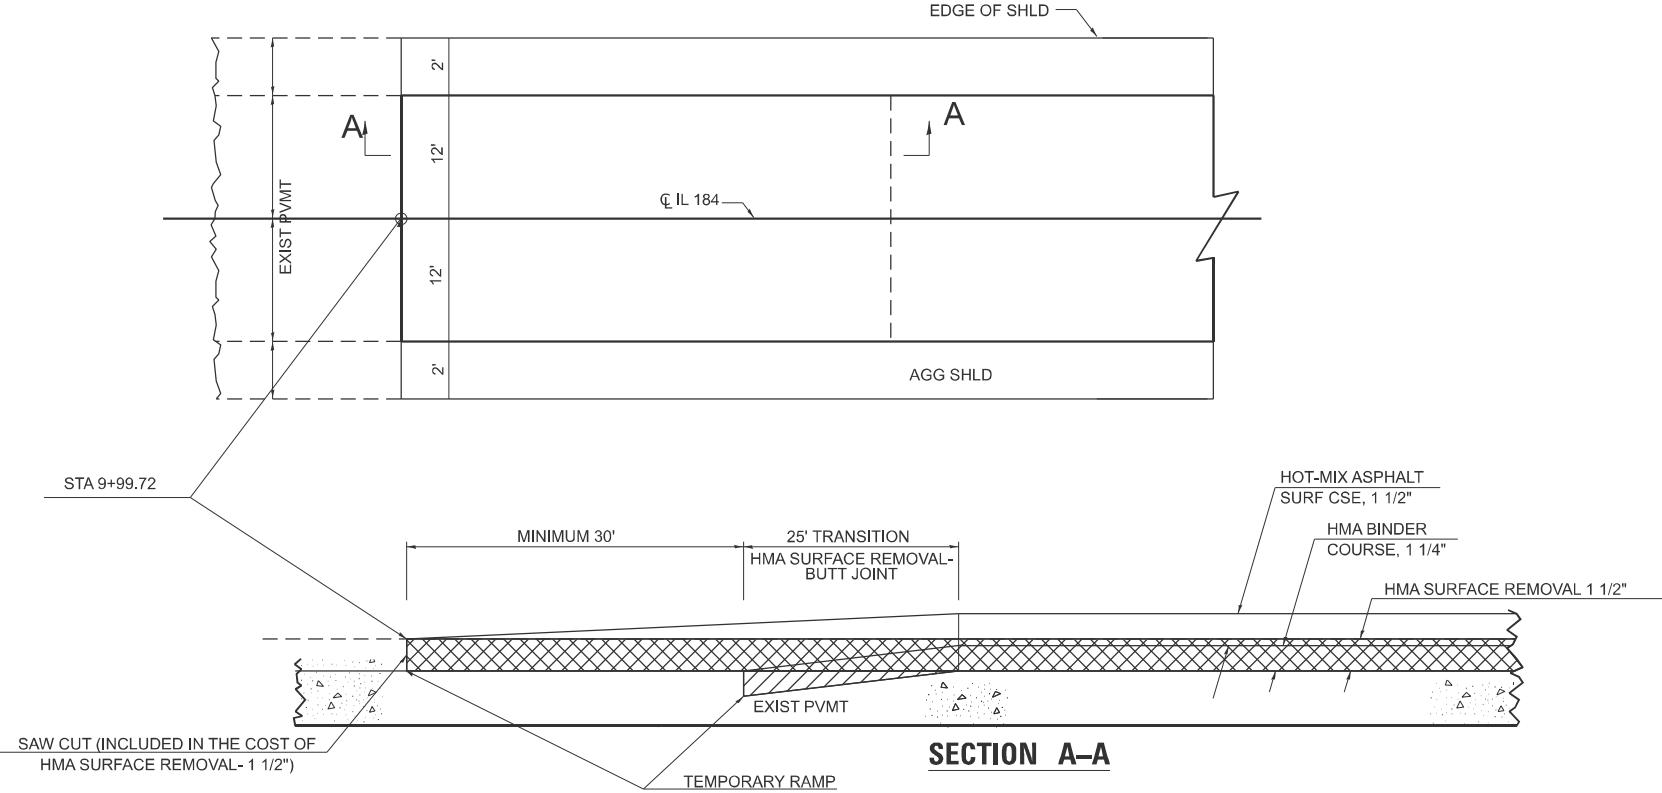 EDGE OF SHLD
2'
A
A
12'
EXIST PVMT
℄ IL 184
12'
2'
AGG SHLD
STA 9+99.72
HOT-MIX ASPHALT
SURF CSE, 1 1/2"
MINIMUM 30'
25' TRANSITION
HMA SURFACE REMOVAL-
BUTT JOINT
HMA BINDER
COURSE, 1 1/4"
HMA SURFACE REMOVAL 1 1/2"
EXIST PVMT
SAW CUT (INCLUDED IN THE COST OF
HMA SURFACE REMOVAL- 1 1/2")
SECTION A–A
TEMPORARY RAMP